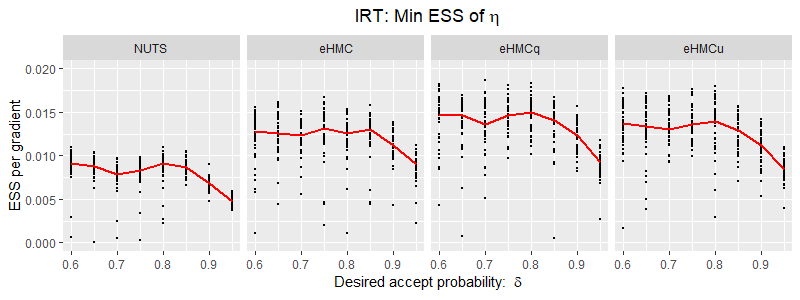 IRT: Min ESS of η
NUTS eHMC eHMCq eHMCu
ESS per gradient
0.020
0.015
0.010
0.005
0.000
0.6 0.7 0.8 0.9 0.6 0.7 0.8 0.9 0.6 0.7 0.8 0.9 0.6 0.7 0.8 0.9
Desired accept probability: δ